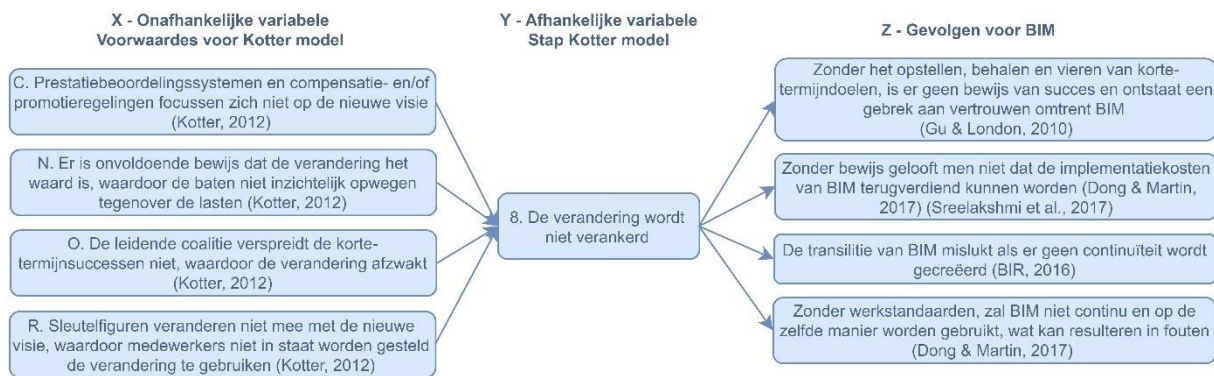 X - Onafhankelijke variabele
Voorwaardes voor Kotter model
C. Prestatiebeoordelingssystemen en compensatie- en/of
promotieregelingen focussen zich niet op de nieuwe visie
(Kotter, 2012)
N. Er is onvoldoende bewijs dat de verandering het
waard is, waardoor de baten niet inzichtelijk opwegen
tegenover de lasten (Kotter, 2012)
O. De leidende coalitie verspreidt de korte-
termijnsuccessen niet, waardoor de verandering afzwakt
(Kotter, 2012)
R. Sleutelfiguren veranderen niet mee met de nieuwe
visie, waardoor medewerkers niet in staat worden gesteld
de verandering te gebruiken (Kotter, 2012)
Y - Afhankelijke variabele
Stap Kotter model
8. De verandering wordt
niet verankerd
Z - Gevolgen voor BIM
Zonder het opstellen, behalen en vieren van korte-
termijndoelen, is er geen bewijs van succes en ontstaat een
gebrek aan vertrouwen omtrent BIM
(Gu & London, 2010)
Zonder bewijs gelooft men niet dat de implementatiekosten
van BIM terugverdiend kunnen worden (Dong & Martin,
2017) (Sreelakshmi et al., 2017)
De transilitie van BIM mislukt als er geen continuïteit wordt
gecreëerd (BIR, 2016)
Zonder werkstandaarden, zal BIM niet continu en op de
zelfde manier worden gebruikt, wat kan resulteren in fouten
(Dong & Martin, 2017)